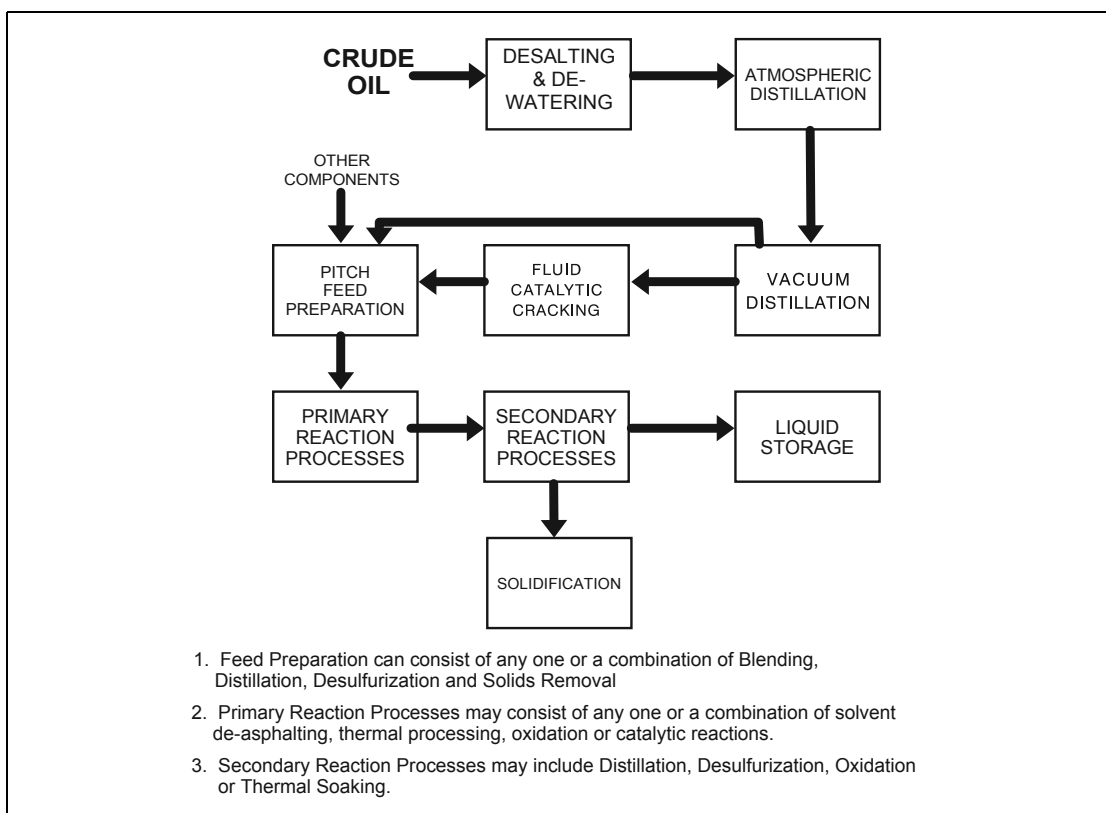 CRUDE
OIL
DESALTING
& DE-
WATERING
ATMOSPHERIC
DISTILLATION
OTHER
COMPONENTS
PITCH
FEED
PREPARATION
FLUID
CATALYTIC
CRACKING
VACUUM
DISTILLATION
PRIMARY
REACTION
PROCESSES
SECONDARY
REACTION
PROCESSES
LIQUID
STORAGE
SOLIDIFICATION
1. Feed Preparation can consist of any one or a combination of Blending,
Distillation, Desulfurization and Solids Removal
2. Primary Reaction Processes may consist of any one or a combination of solvent
de-asphalting, thermal processing, oxidation or catalytic reactions.
3. Secondary Reaction Processes may include Distillation, Desulfurization, Oxidation
or Thermal Soaking.